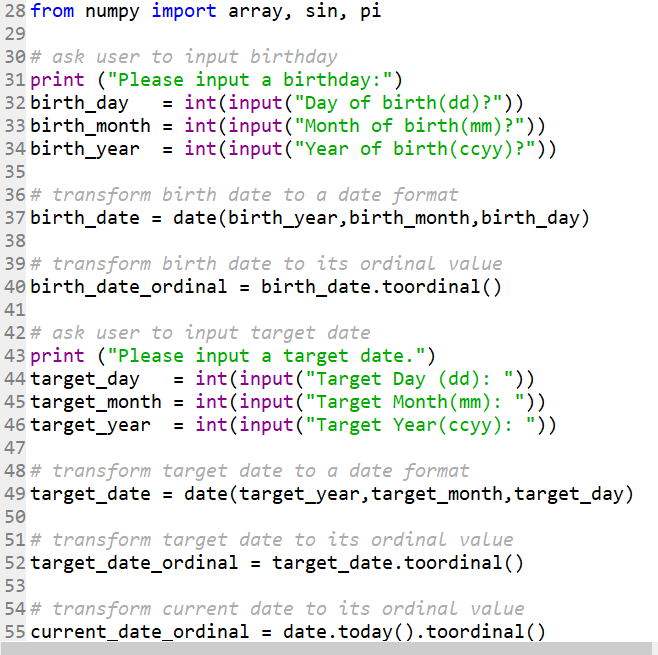 28 from numpy import array, sin, pi
29
30 # ask user to input birthday
31 print ("Please input a birthday:")
32 birth_day   = int(input("Day of birth(dd)?"))
33 birth_month = int(input("Month of birth(mm)?"))
34 birth_year  = int(input("Year of birth(ccyy)?"))
35
36 # transform birth date to a date format
37 birth_date = date(birth_year,birth_month,birth_day)
38
39 # transform birth date to its ordinal value
40 birth_date_ordinal = birth_date.toordinal()
41
42 # ask user to input target date
43 print ("Please input a target date.")
44 target_day   = int(input("Target Day (dd): "))
45 target_month = int(input("Target Month(mm): "))
46 target_year  = int(input("Target Year(ccyy): "))
47
48 # transform target date to a date format
49 target_date = date(target_year,target_month,target_day)
50
51 # transform target date to its ordinal value
52 target_date_ordinal = target_date.toordinal()
53
54 # transform current date to its ordinal value
55 current_date_ordinal = date.today().toordinal()